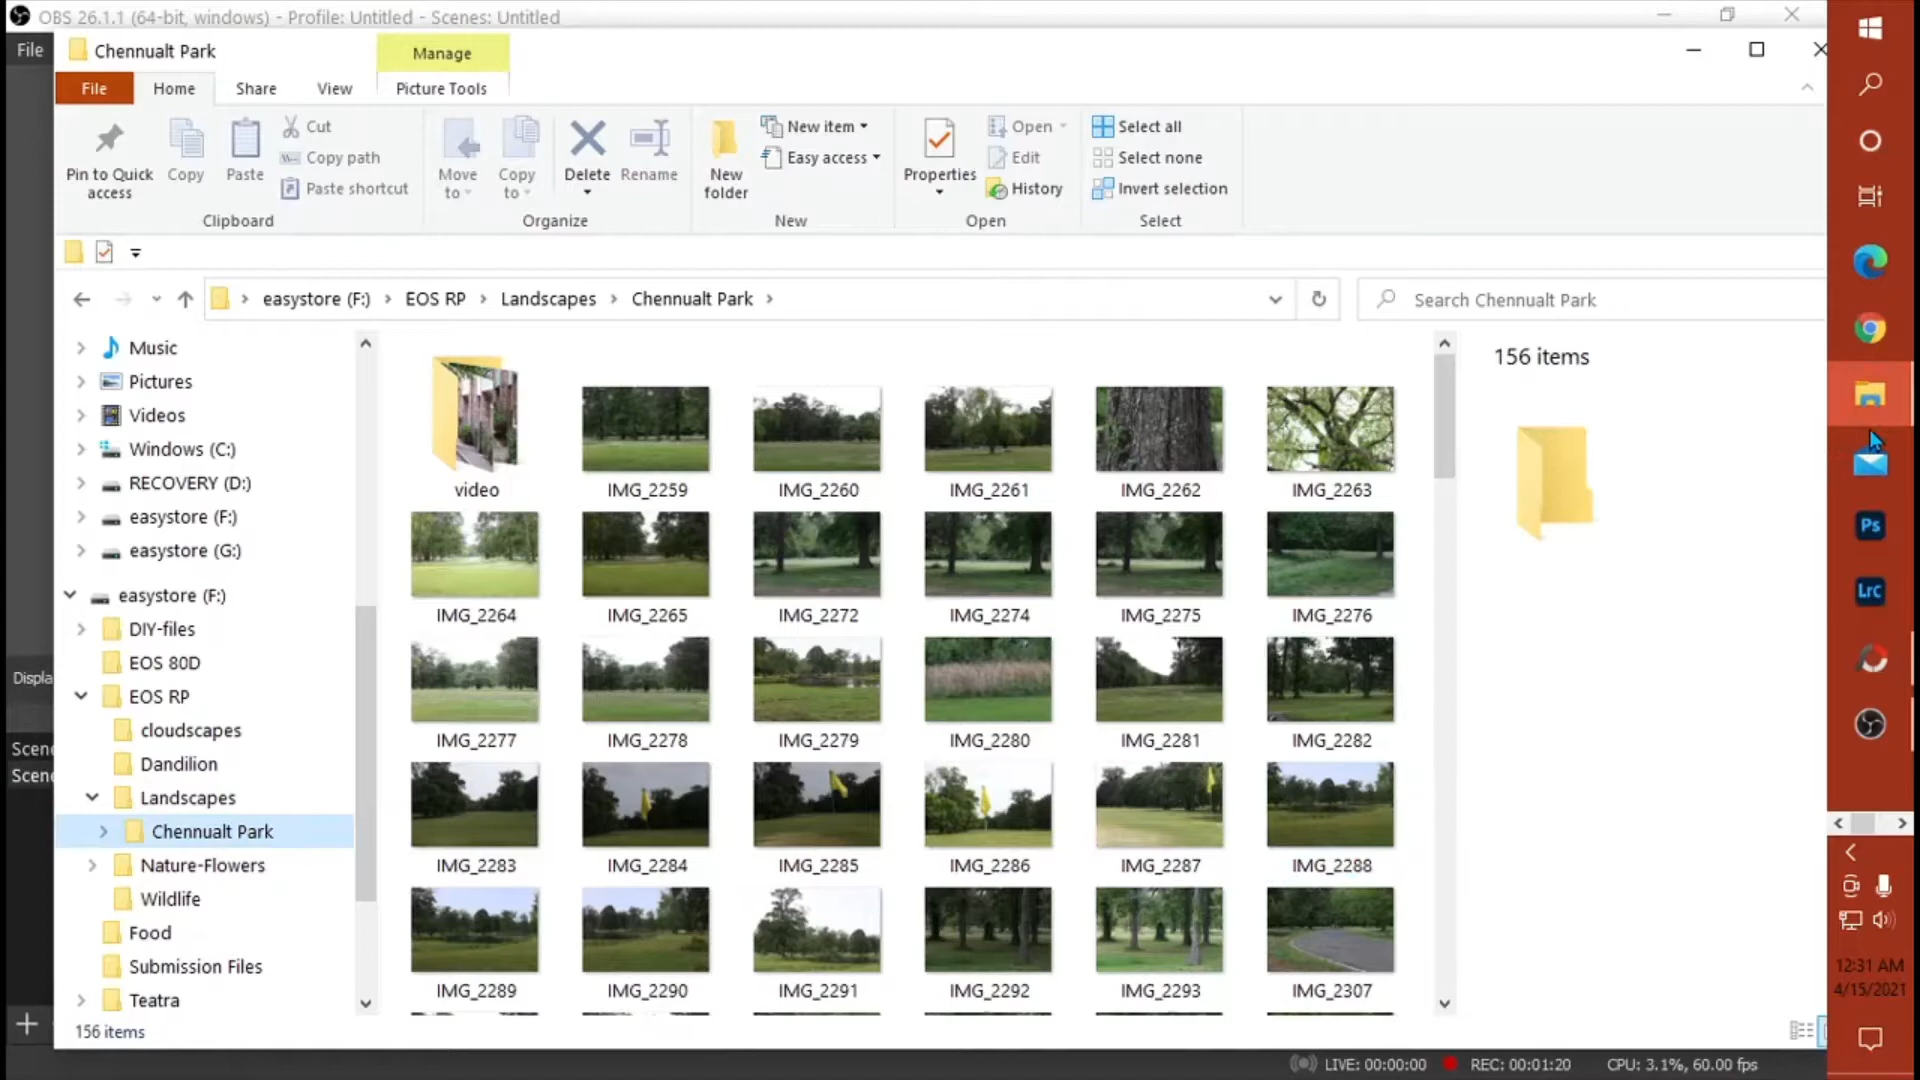 OBS 26.1.1 (64-bit, windows) - Profile: Untitled - Scenes: Untitled
File
Chennualt Park
Manage
File
Home
Share
View
Picture Tools
Pin to Quick access
Copy
Paste
Cut
Copy path
Paste shortcut
Move to
Copy to
Delete
Rename
New folder
New item
Easy access
Properties
Open
Edit
History
Select all
Select none
Invert selection
Clipboard
Organize
New
Open
Select
easystore (F:) > EOS RP > Landscapes > Chennualt Park >
Search Chennualt Park
Music
Pictures
Videos
Windows (C:)
RECOVERY (D:)
easystore (F:)
easystore (G:)
easystore (F:)
DIY-files
EOS 80D
EOS RP
cloudscapes
Dandilion
Landscapes
Chennualt Park
Nature-Flowers
Wildlife
Food
Submission Files
Teatra
156 items
Displa
Scene
Scene
video
IMG_2259
IMG_2260
IMG_2261
IMG_2262
IMG_2263
IMG_2264
IMG_2265
IMG_2272
IMG_2274
IMG_2275
IMG_2276
IMG_2277
IMG_2278
IMG_2279
IMG_2280
IMG_2281
IMG_2282
IMG_2283
IMG_2284
IMG_2285
IMG_2286
IMG_2287
IMG_2288
IMG_2289
IMG_2290
IMG_2291
IMG_2292
IMG_2293
IMG_2307
156 items
Ps
Lrc
12:31 AM
4/15/2021
LIVE: 00:00:00
REC: 00:01:20
CPU: 3.1%, 60.00 fps